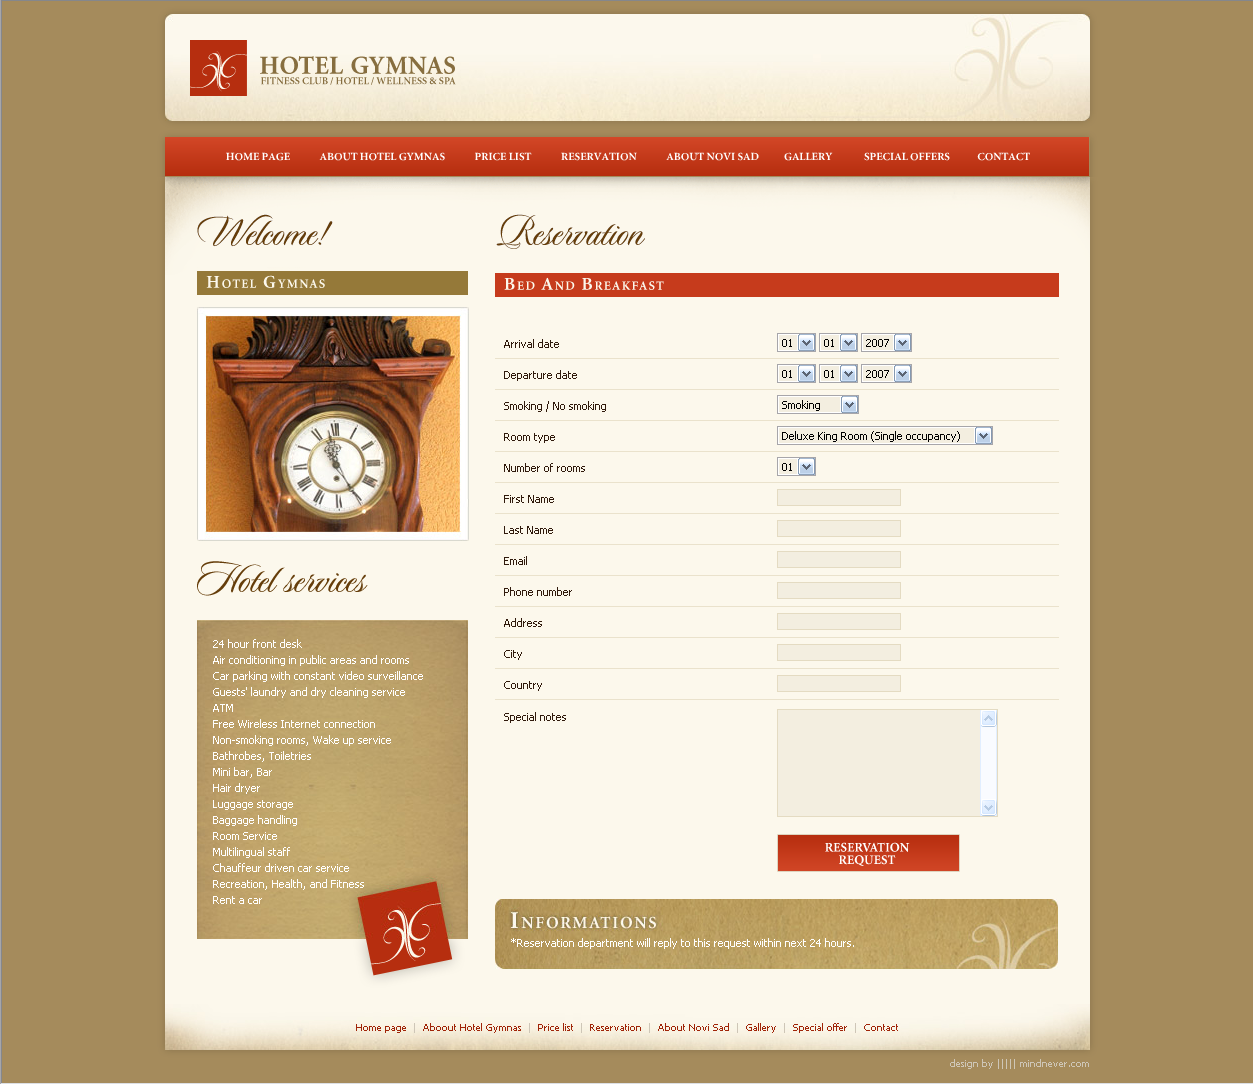 HOTEL GYMNAS
FITNESS CLUB / HOTEL / WELLNESS & SPA
HOME PAGE ABOUT HOTEL GYMNAS PRICE LIST RESERVATION ABOUT NOVI SAD GALLERY SPECIAL OFFERS CONTACT
Welcome!
HOTEL GYMNAS
Hotel services
24 hour front desk
Air conditioning in public areas and rooms
Car parking with constant video surveillance
Guests' laundry and dry cleaning service
ATM
Free Wireless Internet connection
Non-smoking rooms, Wake up service
Bathrobes, Toiletries
Mini bar, Bar
Hair dryer
Luggage storage
Baggage handling
Room Service
Multilingual staff
Chauffeur driven car service
Recreation, Health, and Fitness
Rent a car
Reservation
BED AND BREAKFAST
Arrival date 01 01 2007
Departure date 01 01 2007
Smoking / No smoking Smoking
Room type Deluxe King Room (Single occupancy)
Number of rooms 01
First Name
Last Name
Email
Phone number
Address
City
Country
Special notes
RESERVATION
REQUEST
INFORMATIONS
*Reservation department will reply to this request within next 24 hours.
Home page | Aboout Hotel Gymnas | Price list | Reservation | About Novi Sad | Gallery | Special offer | Contact
design by ||||| mindnever.com